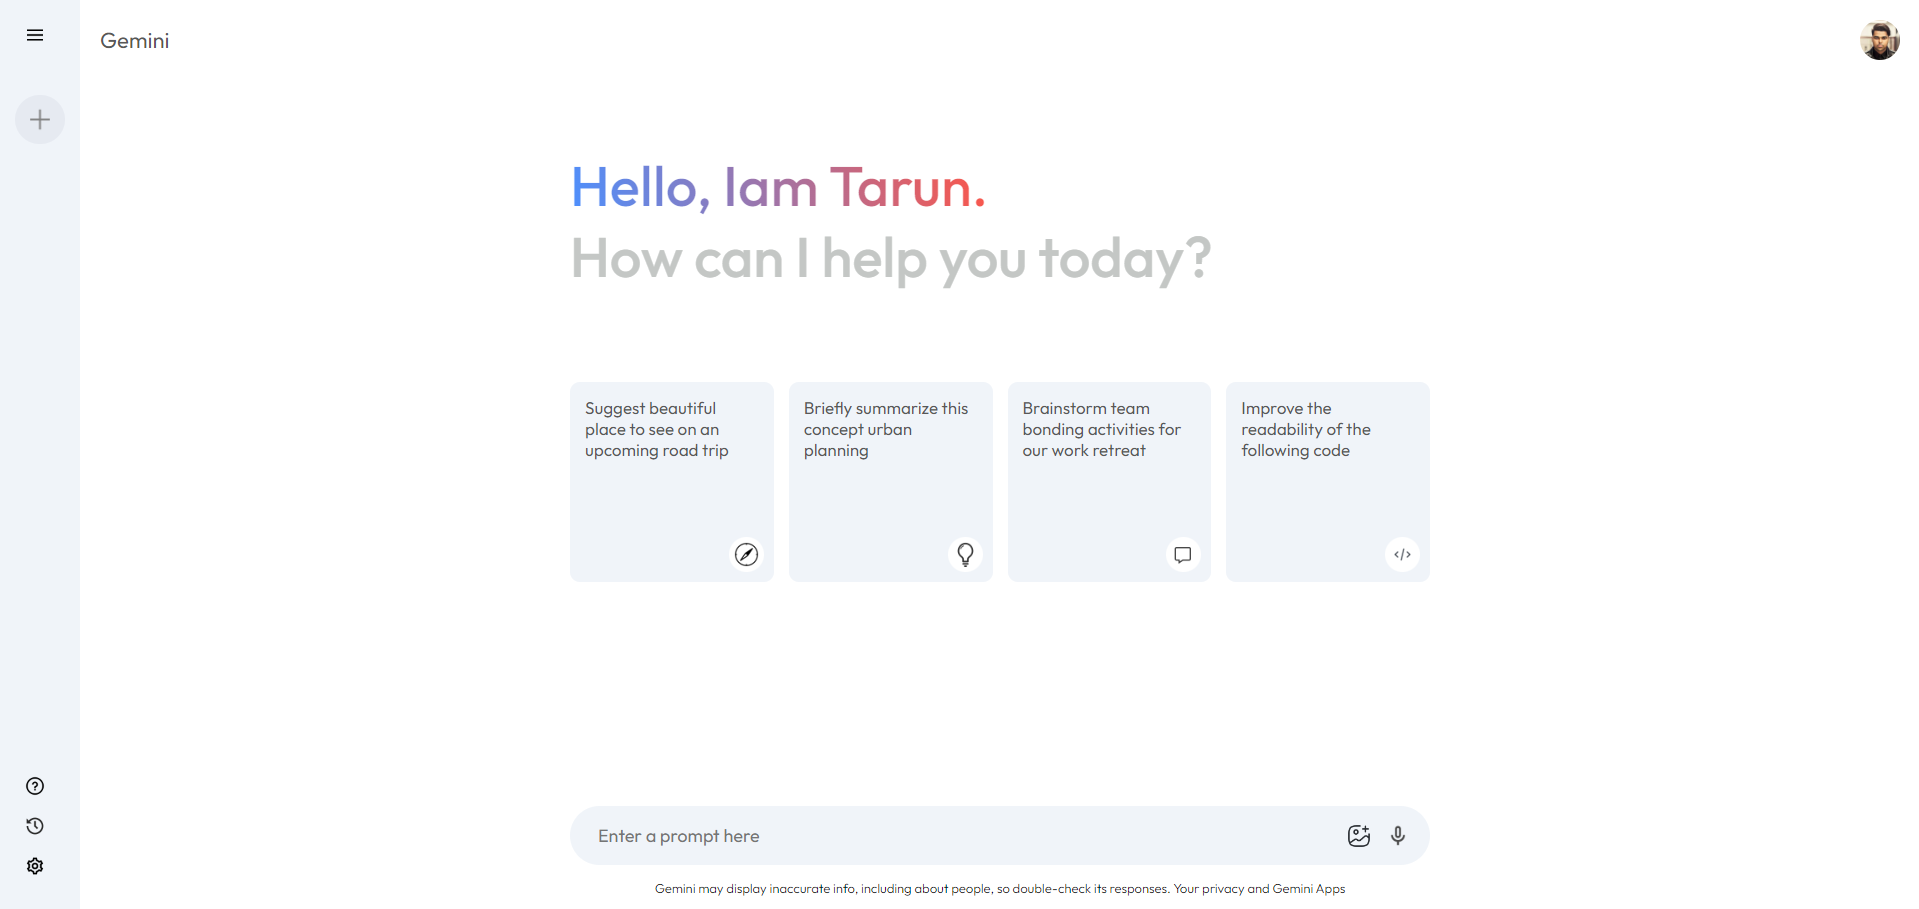 Gemini
Hello, Iam Tarun.
How can I help you today?
Suggest beautiful
place to see on an
upcoming road trip
Briefly summarize this
concept urban
planning
Brainstorm team
bonding activities for
our work retreat
Improve the
readability of the
following code
Enter a prompt here
Gemini may display inaccurate info, including about people, so double-check its responses. Your privacy and Gemini Apps